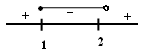 + − +
1 2